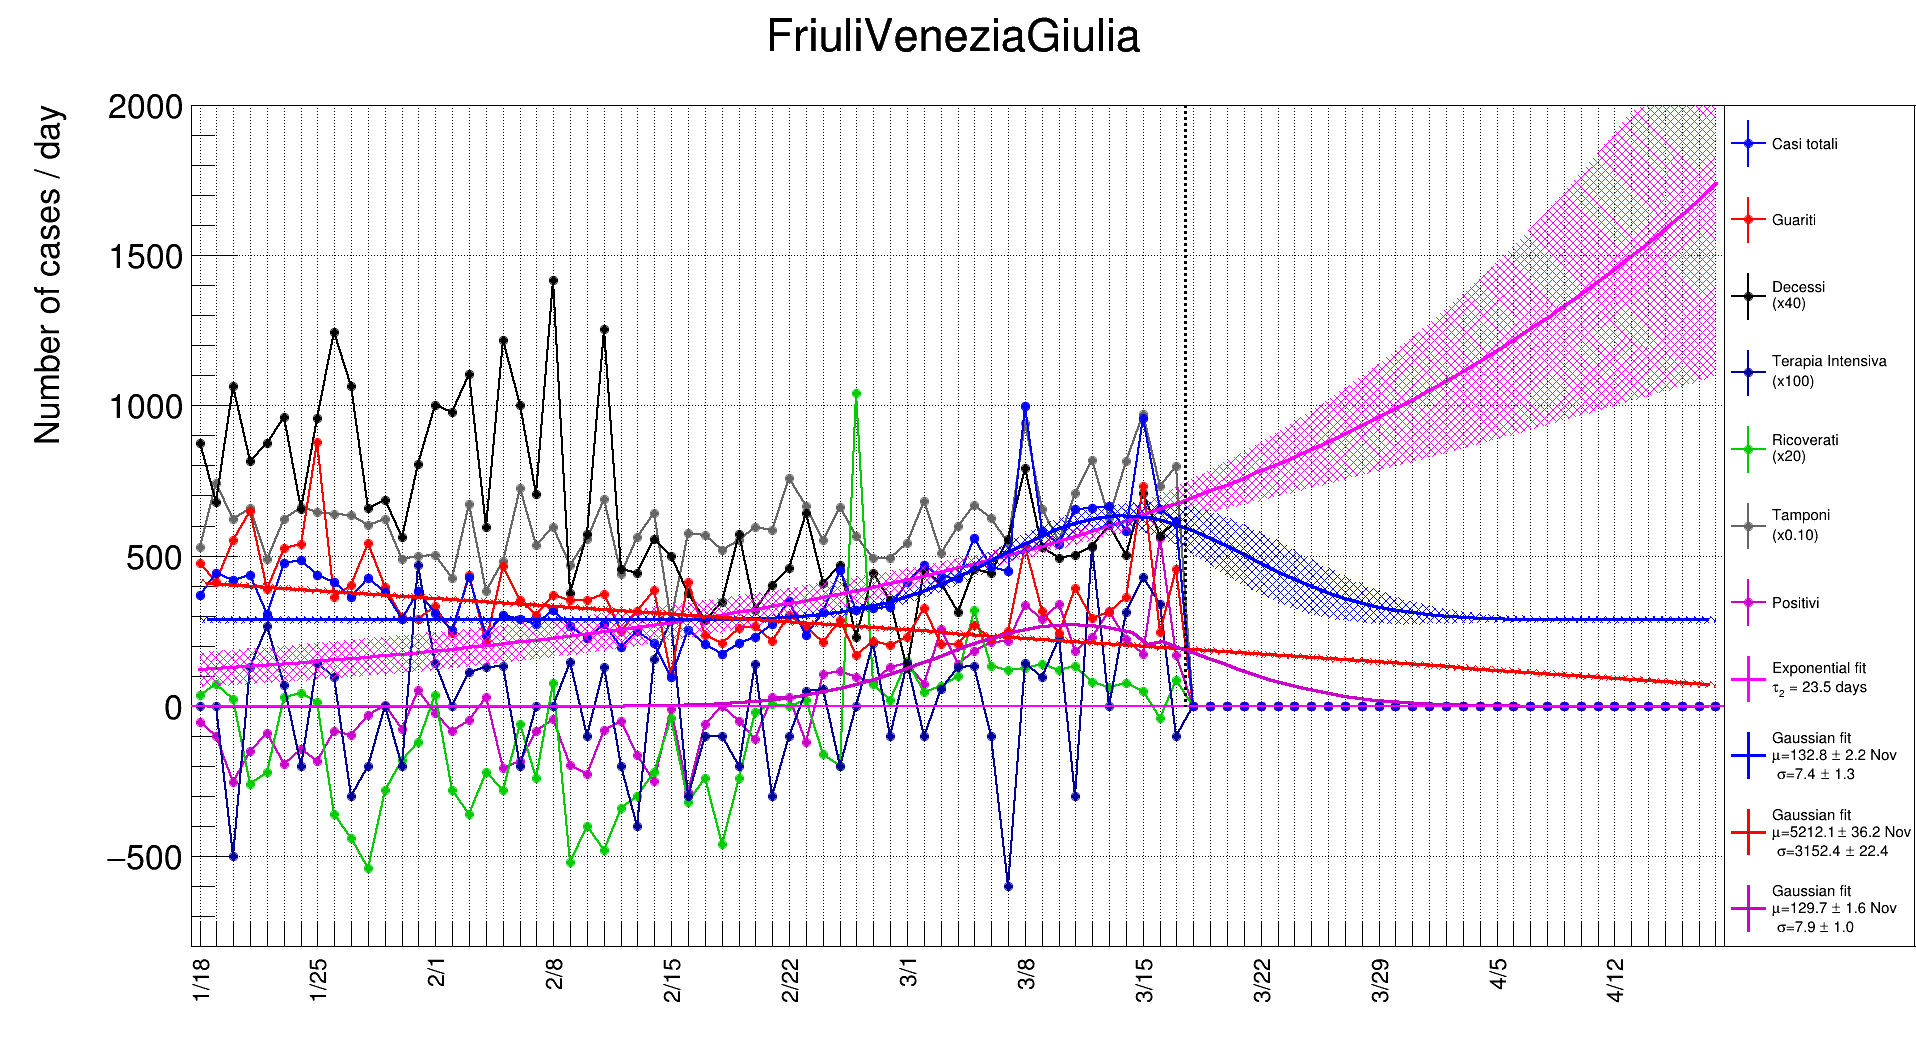 FriuliVeneziaGiulia
Number of cases / day
2000
1500
1000
500
0
−500
1/18
1/25
2/1
2/8
2/15
2/22
3/1
3/8
3/15
3/22
3/29
4/5
4/12
Casi totali
Guariti
Decessi
(x40)
Terapia Intensiva
(x100)
Ricoverati
(x20)
Tamponi
(x0.10)
Positivi
Exponential fit
τ₂ = 23.5 days
Gaussian fit
μ=132.8 ± 2.2 Nov
σ=7.4 ± 1.3
Gaussian fit
μ=5212.1 ± 36.2 Nov
σ=3152.4 ± 22.4
Gaussian fit
μ=129.7 ± 1.6 Nov
σ=7.9 ± 1.0